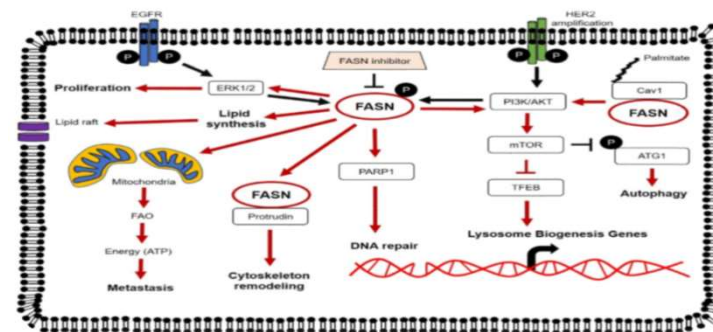 EGFR
HER2
amplification
P
P
P
P
FASN inhibitor
Palmitate
Proliferation
ERK1/2
P
FASN
PI3K/AKT
Cav1
FASN
Lipid raft
Lipid
synthesis
mTOR
P
ATG1
Mitochondria
PARP1
FASN
Protrudin
TFEB
Autophagy
FAO
Lysosome Biogenesis Genes
Energy (ATP)
DNA repair
Metastasis
Cytoskeleton
remodeling